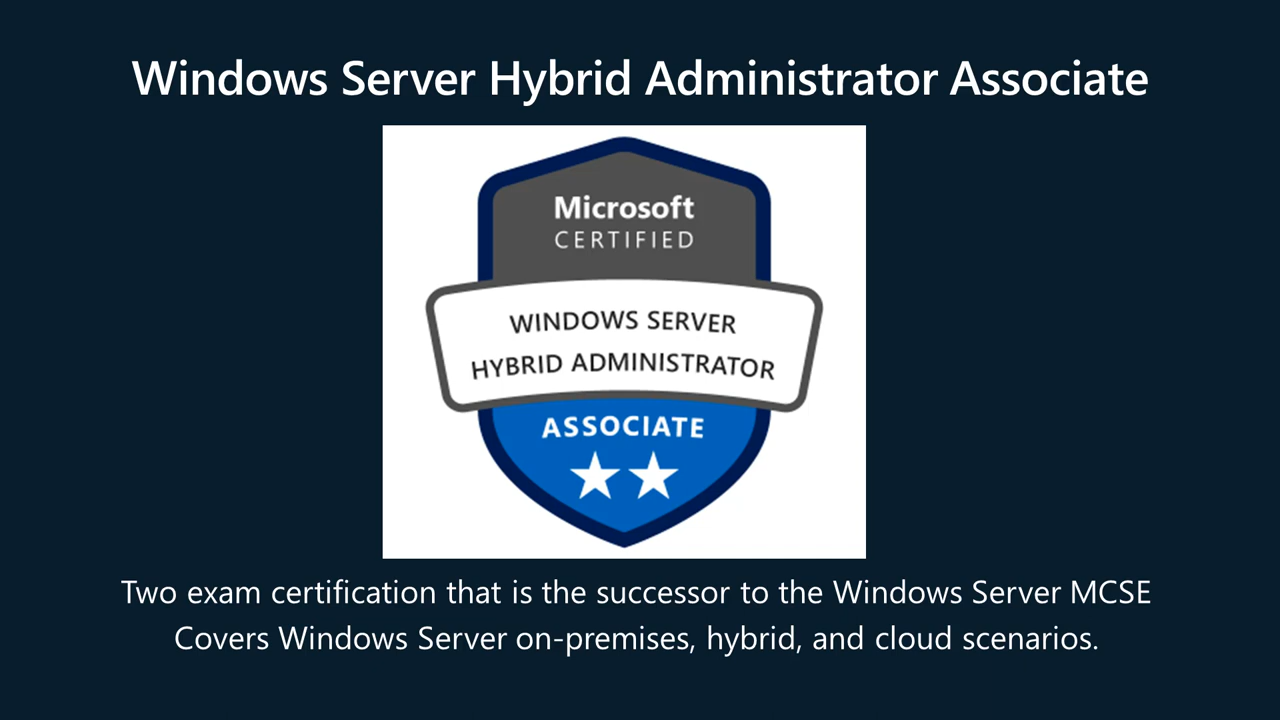 Windows Server Hybrid Administrator Associate
Microsoft
CERTIFIED
WINDOWS SERVER
HYBRID ADMINISTRATOR
ASSOCIATE
Two exam certification that is the successor to the Windows Server MCSE
Covers Windows Server on-premises, hybrid, and cloud scenarios.